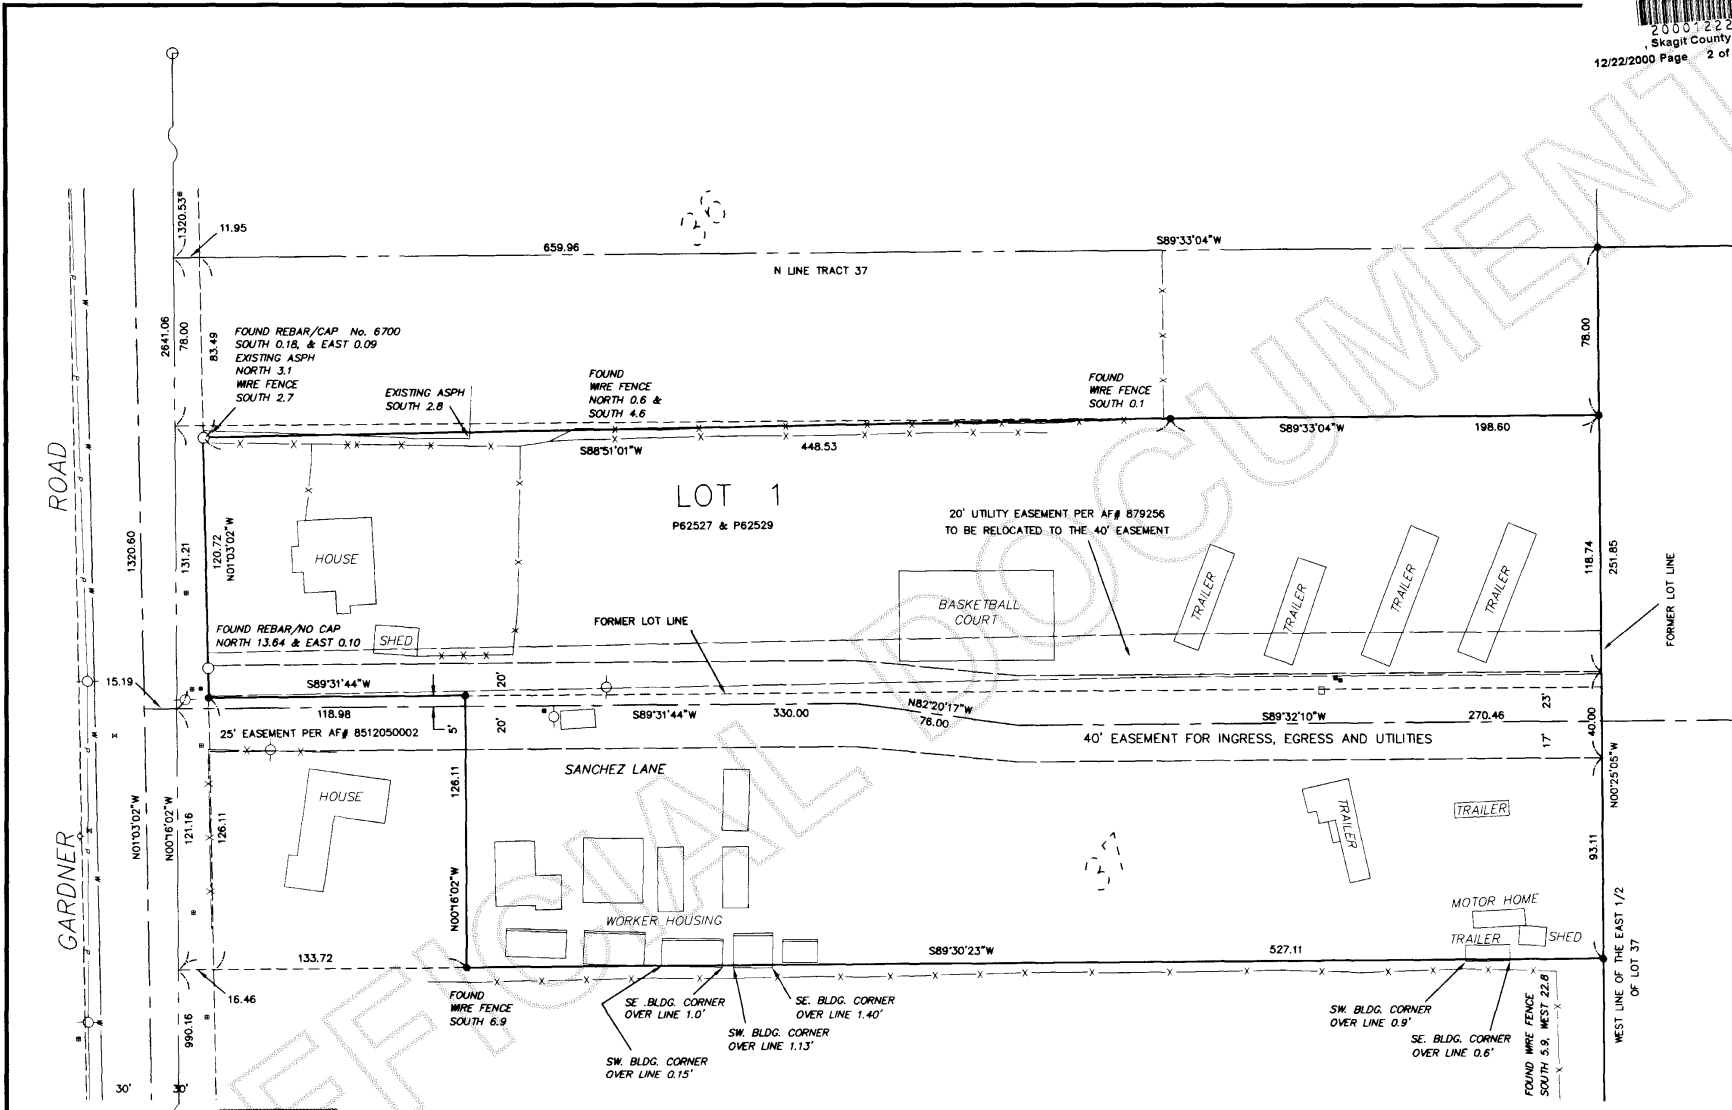 20001222
, Skagit County
12/22/2000 Page 2 of
UNOFFICIAL DOCUMENT
1320.53
11.95
659.96
S89°33'04"W
N LINE TRACT 37
2641.06
78.00
83.49
78.00
FOUND REBAR/CAP No. 6700
SOUTH 0.18, & EAST 0.09
EXISTING ASPH
NORTH 3.1
WIRE FENCE
SOUTH 2.7
EXISTING ASPH
SOUTH 2.8
FOUND
WIRE FENCE
NORTH 0.6 &
SOUTH 4.6
FOUND
WIRE FENCE
SOUTH 0.1
S89°33'04"W
198.60
S88°51'01"W
448.53
ROAD
LOT 1
P62527 & P62529
20' UTILITY EASEMENT PER AF# 879256
TO BE RELOCATED TO THE 40' EASEMENT
1320.60
131.21
120.72
N01°03'02"W
HOUSE
BASKETBALL
COURT
TRAILER
TRAILER
TRAILER
TRAILER
118.74
251.85
FORMER LOT LINE
FOUND REBAR/NO CAP
NORTH 13.64 & EAST 0.10
SHED
FORMER LOT LINE
15.19
S89°31'44"W
20'
118.98
5'
20'
S89°31'44"W
330.00
N82°20'17"W
76.00
S89°32'10"W
270.46
23'
17'
40.00
25' EASEMENT PER AF# 8512050002
40' EASEMENT FOR INGRESS, EGRESS AND UTILITIES
SANCHEZ LANE
N00°25'05"W
GARDNER
N01°03'02"W
N00°16'02"W
121.16
126.11
HOUSE
126.11
N00°16'02"W
TRAILER
TRAILER
93.11
WORKER HOUSING
MOTOR HOME
TRAILER
SHED
133.72
S89°30'23"W
527.11
16.46
990.16
FOUND
WIRE FENCE
SOUTH 6.9
SE .BLDG. CORNER
OVER LINE 1.0'
SW. BLDG. CORNER
OVER LINE 0.15'
SW. BLDG. CORNER
OVER LINE 1.13'
SE. BLDG. CORNER
OVER LINE 1.40'
SW. BLDG. CORNER
OVER LINE 0.9'
SE. BLDG. CORNER
OVER LINE 0.6'
FOUND WIRE FENCE
SOUTH 5.9, WEST 22.8
WEST LINE OF THE EAST 1/2
OF LOT 37
30'
30'